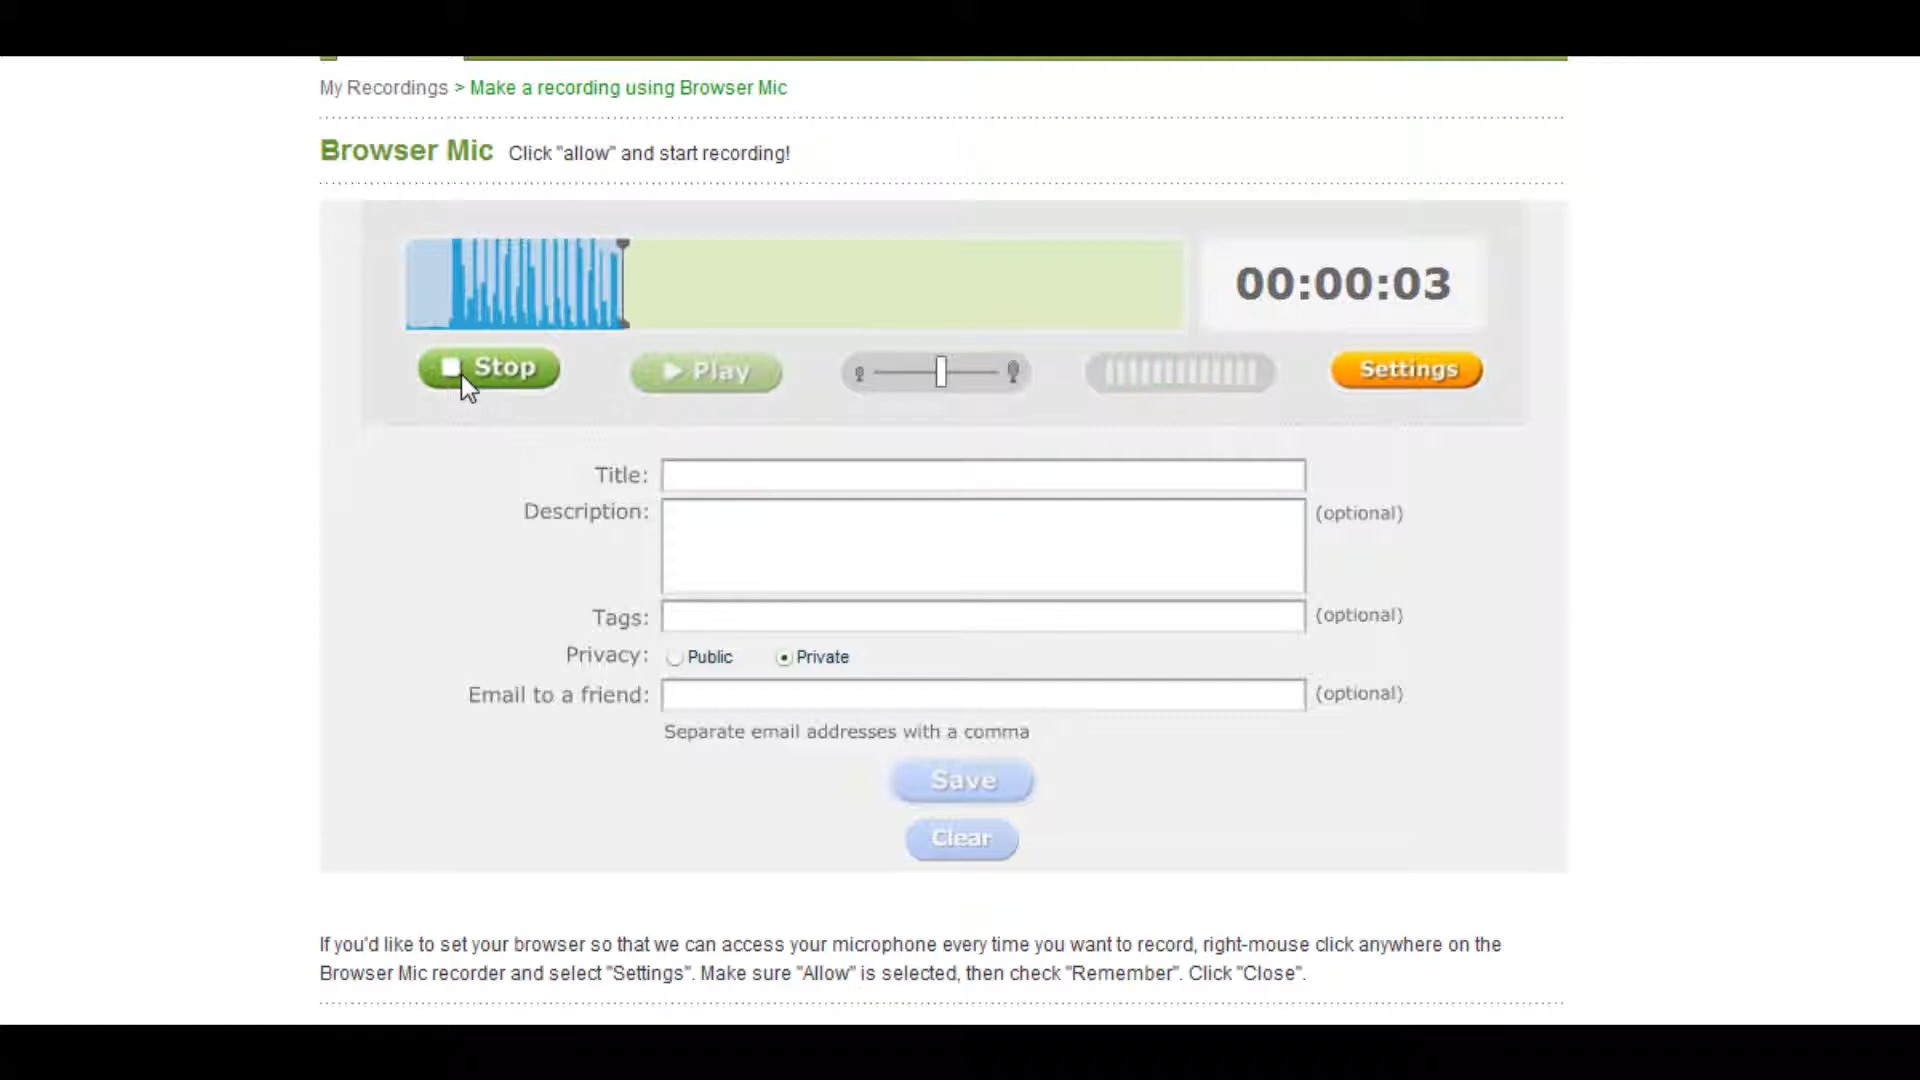 My Recordings > Make a recording using Browser Mic
Browser Mic Click "allow" and start recording!
00:00:03
Stop Play Settings
Title:
Description: (optional)
Tags: (optional)
Privacy: Public Private
Email to a friend: (optional)
Separate email addresses with a comma
Save
Clear
If you'd like to set your browser so that we can access your microphone every time you want to record, right-mouse click anywhere on the
Browser Mic recorder and select "Settings". Make sure "Allow" is selected, then check "Remember". Click "Close".